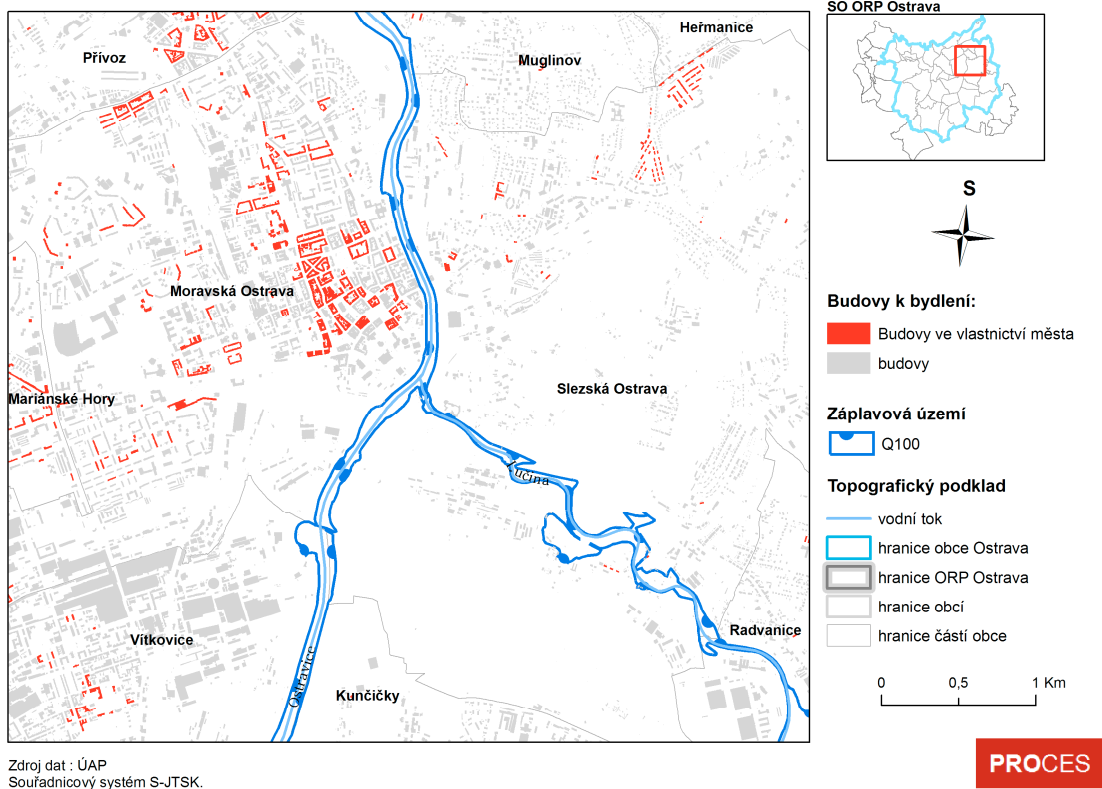 SO ORP Ostrava
Heřmanice
Přívoz
Muglinov
S
Moravská Ostrava
Budovy k bydlení:
Budovy ve vlastnictví města
budovy
Mariánské Hory
Slezská Ostrava
Záplavová území
Q100
Lučina
Topografický podklad
vodní tok
hranice obce Ostrava
hranice ORP Ostrava
hranice obcí
hranice částí obce
Radvanice
Vítkovice
Ostravice
Kunčičky
0 0,5 1 Km
PROCES
Zdroj dat : ÚAP
Souřadnicový systém S-JTSK.